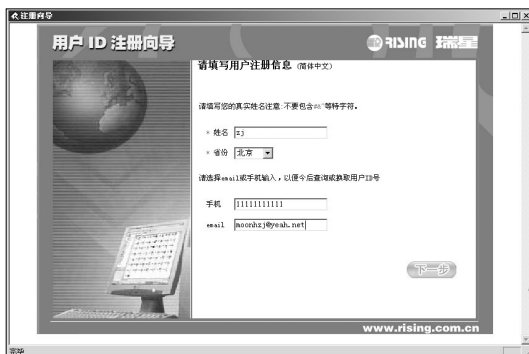 注册向导
用户 ID 注册向导
RISING 瑞星
请填写用户注册信息 (简体中文)
请填写您的真实姓名注意:不要包含#&^等特字符。
* 姓名 zj
* 省份 北京
请选择email或手机输入，以便今后查询或换取用户ID号
手机 11111111111
email moonhzj@yeah.net
下一步
www.rising.com.cn
完毕